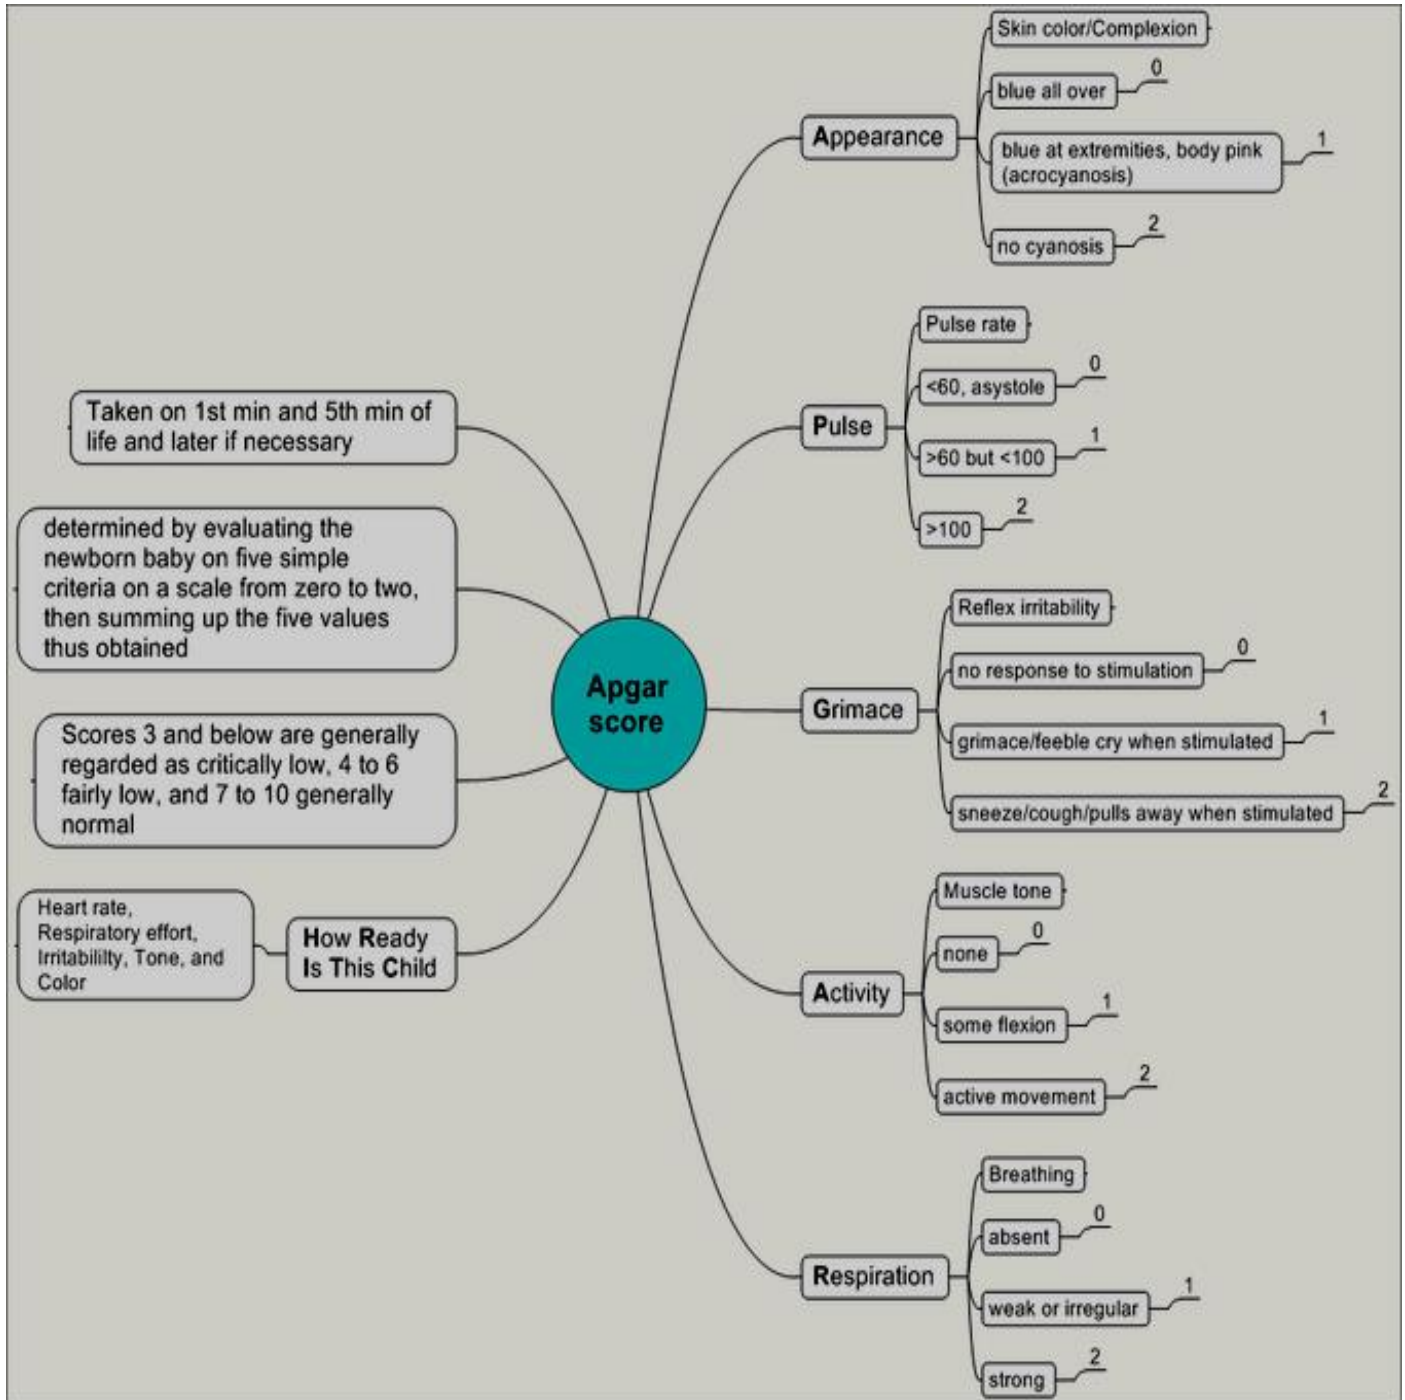 Apgar
score
Taken on 1st min and 5th min of
life and later if necessary
determined by evaluating the
newborn baby on five simple
criteria on a scale from zero to two,
then summing up the five values
thus obtained
Scores 3 and below are generally
regarded as critically low, 4 to 6
fairly low, and 7 to 10 generally
normal
How Ready
Is This Child
Heart rate,
Respiratory effort,
Irritabililty, Tone, and
Color
Appearance
Skin color/Complexion
blue all over 0
blue at extremities, body pink 1
(acrocyanosis)
no cyanosis 2
Pulse
Pulse rate
<60, asystole 0
>60 but <100 1
>100 2
Grimace
Reflex irritability
no response to stimulation 0
grimace/feeble cry when stimulated 1
sneeze/cough/pulls away when stimulated 2
Activity
Muscle tone
none 0
some flexion 1
active movement 2
Respiration
Breathing
absent 0
weak or irregular 1
strong 2